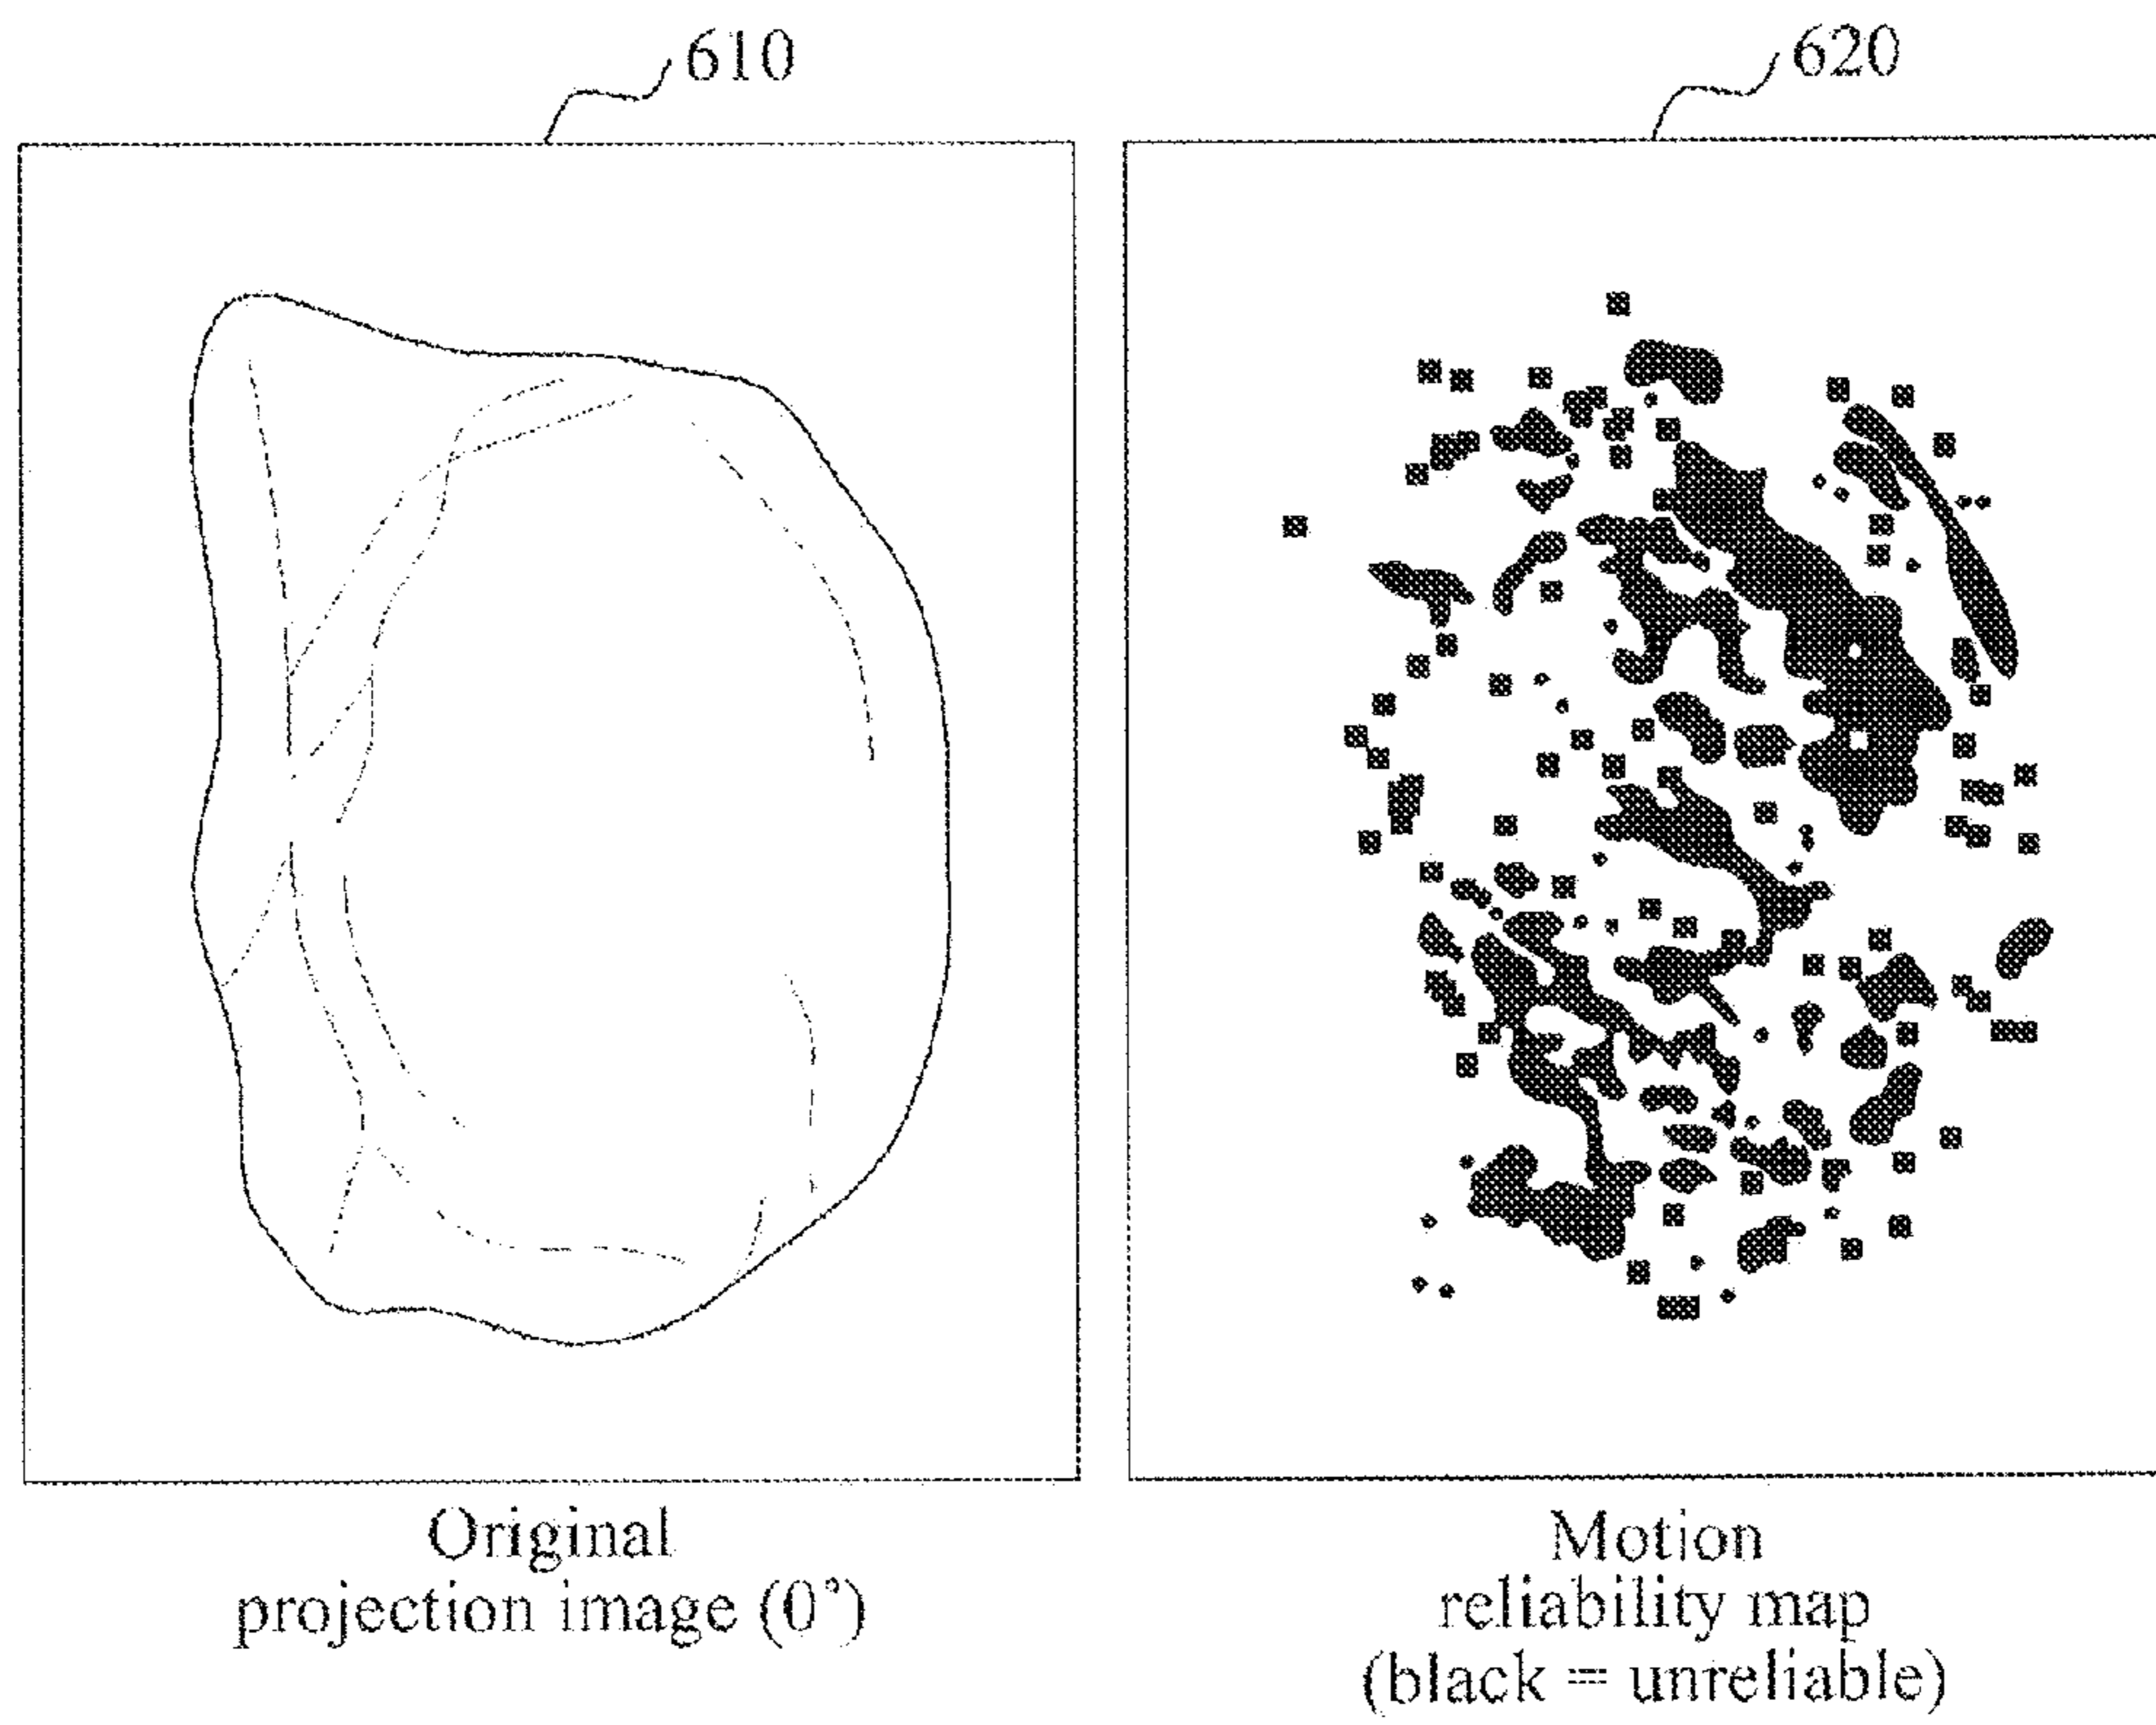 610
620
Original
projection image (0°)
Motion
reliability map
(black = unreliable)